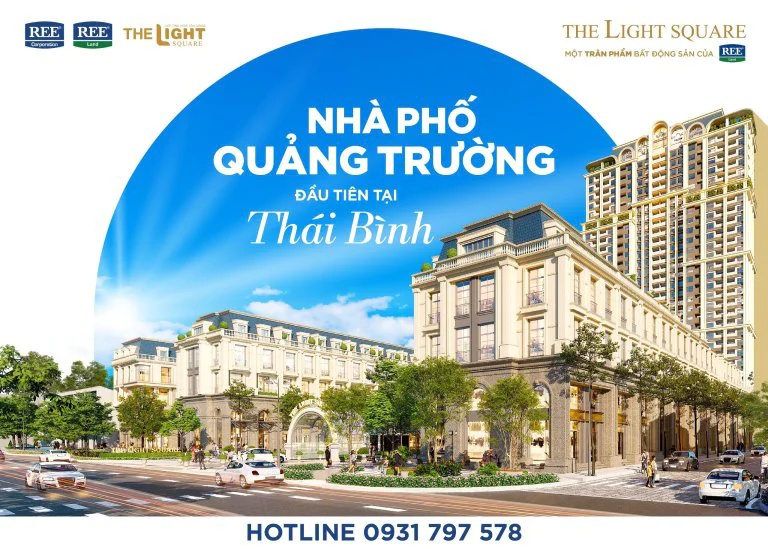 REE
Corporation
REE
Land
THE LIGHT
SQUARE
THE LIGHT SQUARE
MỘT TRÂN PHẨM BẤT ĐỘNG SẢN CỦA REE
Land
NHÀ PHỐ
QUẢNG TRƯỜNG
ĐẦU TIÊN TẠI
Thái Bình
HOTLINE 0931 797 578